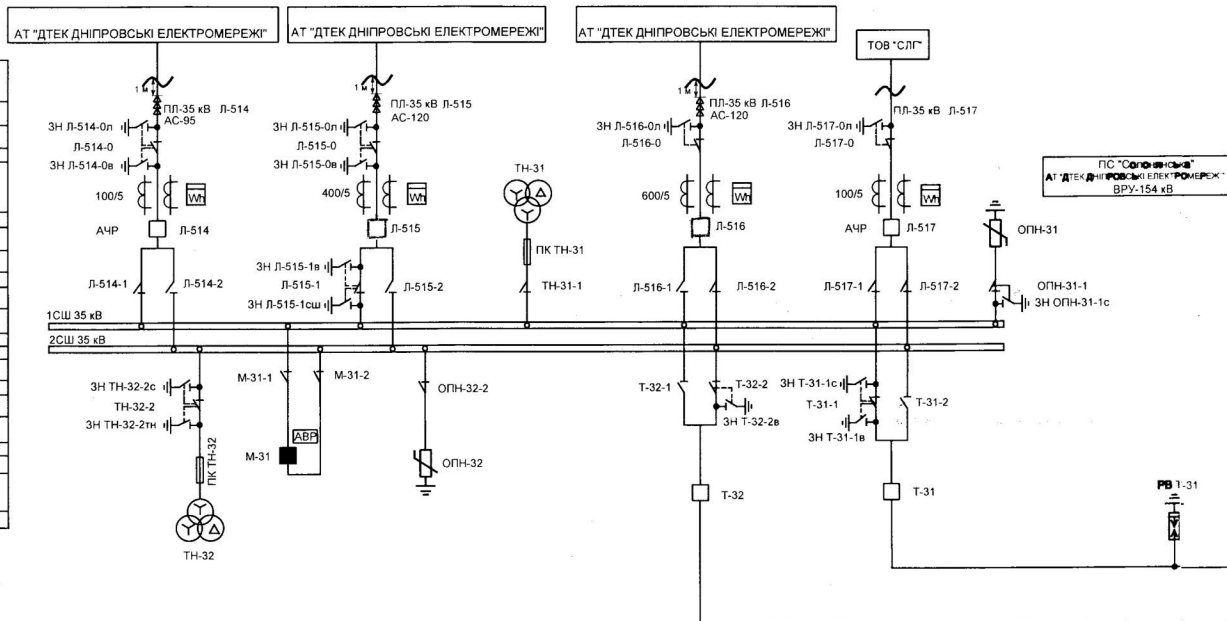 АТ "ДТЕК ДНІПРОВСЬКІ ЕЛЕКТРОМЕРЕЖІ"
АТ "ДТЕК ДНІПРОВСЬКІ ЕЛЕКТРОМЕРЕЖІ"
АТ "ДТЕК ДНІПРОВСЬКІ ЕЛЕКТРОМЕРЕЖІ"
ТОВ "СЛГ"
1 м
ПЛ-35 кВ Л-514
АС-95
ЗН Л-514-0л
Л-514-0
ЗН Л-514-0в
100/5
Wh
АЧР
Л-514
Л-514-1
Л-514-2
1 м
ПЛ-35 кВ Л-515
АС-120
ЗН Л-515-0л
Л-515-0
ЗН Л-515-0в
400/5
Wh
Л-515
ЗН Л-515-1в
Л-515-1
ЗН Л-515-1сш
Л-515-2
ТН-31
ПК ТН-31
ТН-31-1
1 м
ПЛ-35 кВ Л-516
АС-120
ЗН Л-516-0л
Л-516-0
600/5
Wh
Л-516
Л-516-1
Л-516-2
ПЛ-35 кВ Л-517
ЗН Л-517-0л
Л-517-0
100/5
Wh
АЧР
Л-517
Л-517-1
Л-517-2
ПС "Солонянська"
АТ "ДТЕК ДНІПРОВСЬКІ ЕЛЕКТРОМЕРЕЖ"
ВРУ-154 кВ
ОПН-31
ОПН-31-1
ЗН ОПН-31-1с
1СШ 35 кВ
2СШ 35 кВ
ЗН ТН-32-2с
ТН-32-2
ЗН ТН-32-2тн
ПК ТН-32
ТН-32
М-31-1
М-31-2
АВР
М-31
ОПН-32-2
ОПН-32
Т-32-1
Т-32-2
ЗН Т-32-2в
Т-32
ЗН Т-31-1с
Т-31-1
ЗН Т-31-1в
Т-31-2
Т-31
РВ Т-31